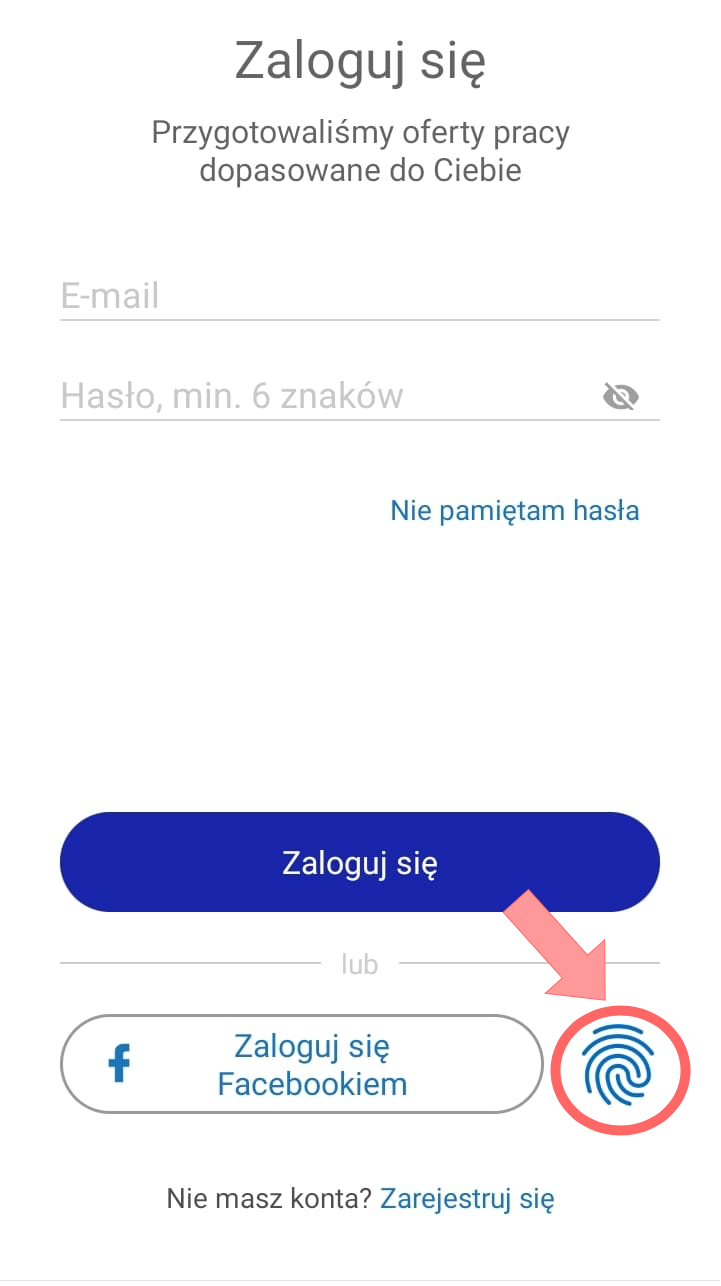 Zaloguj się
Przygotowaliśmy oferty pracy
dopasowane do Ciebie
E-mail
Hasło, min. 6 znaków
Nie pamiętam hasła
Zaloguj się
lub
Zaloguj się
Facebookiem
Nie masz konta? Zarejestruj się